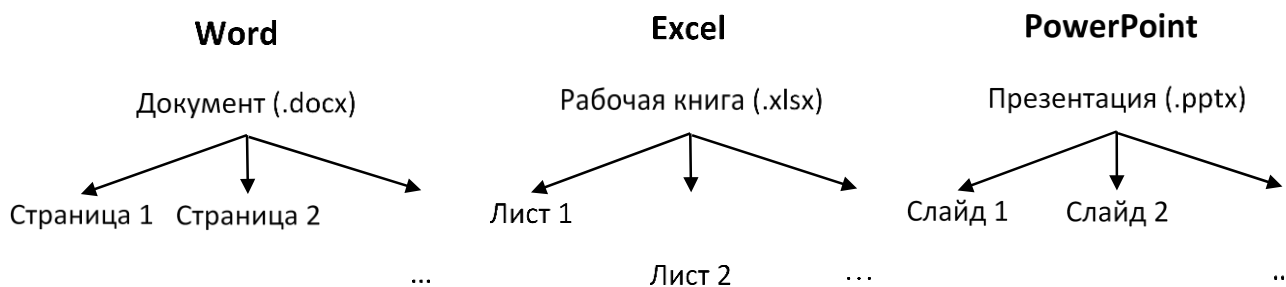 Word
Excel
PowerPoint
Документ (.docx)
Рабочая книга (.xlsx)
Презентация (.pptx)
Страница 1
Страница 2
Лист 1
Слайд 1
Слайд 2
...
Лист 2
...
..